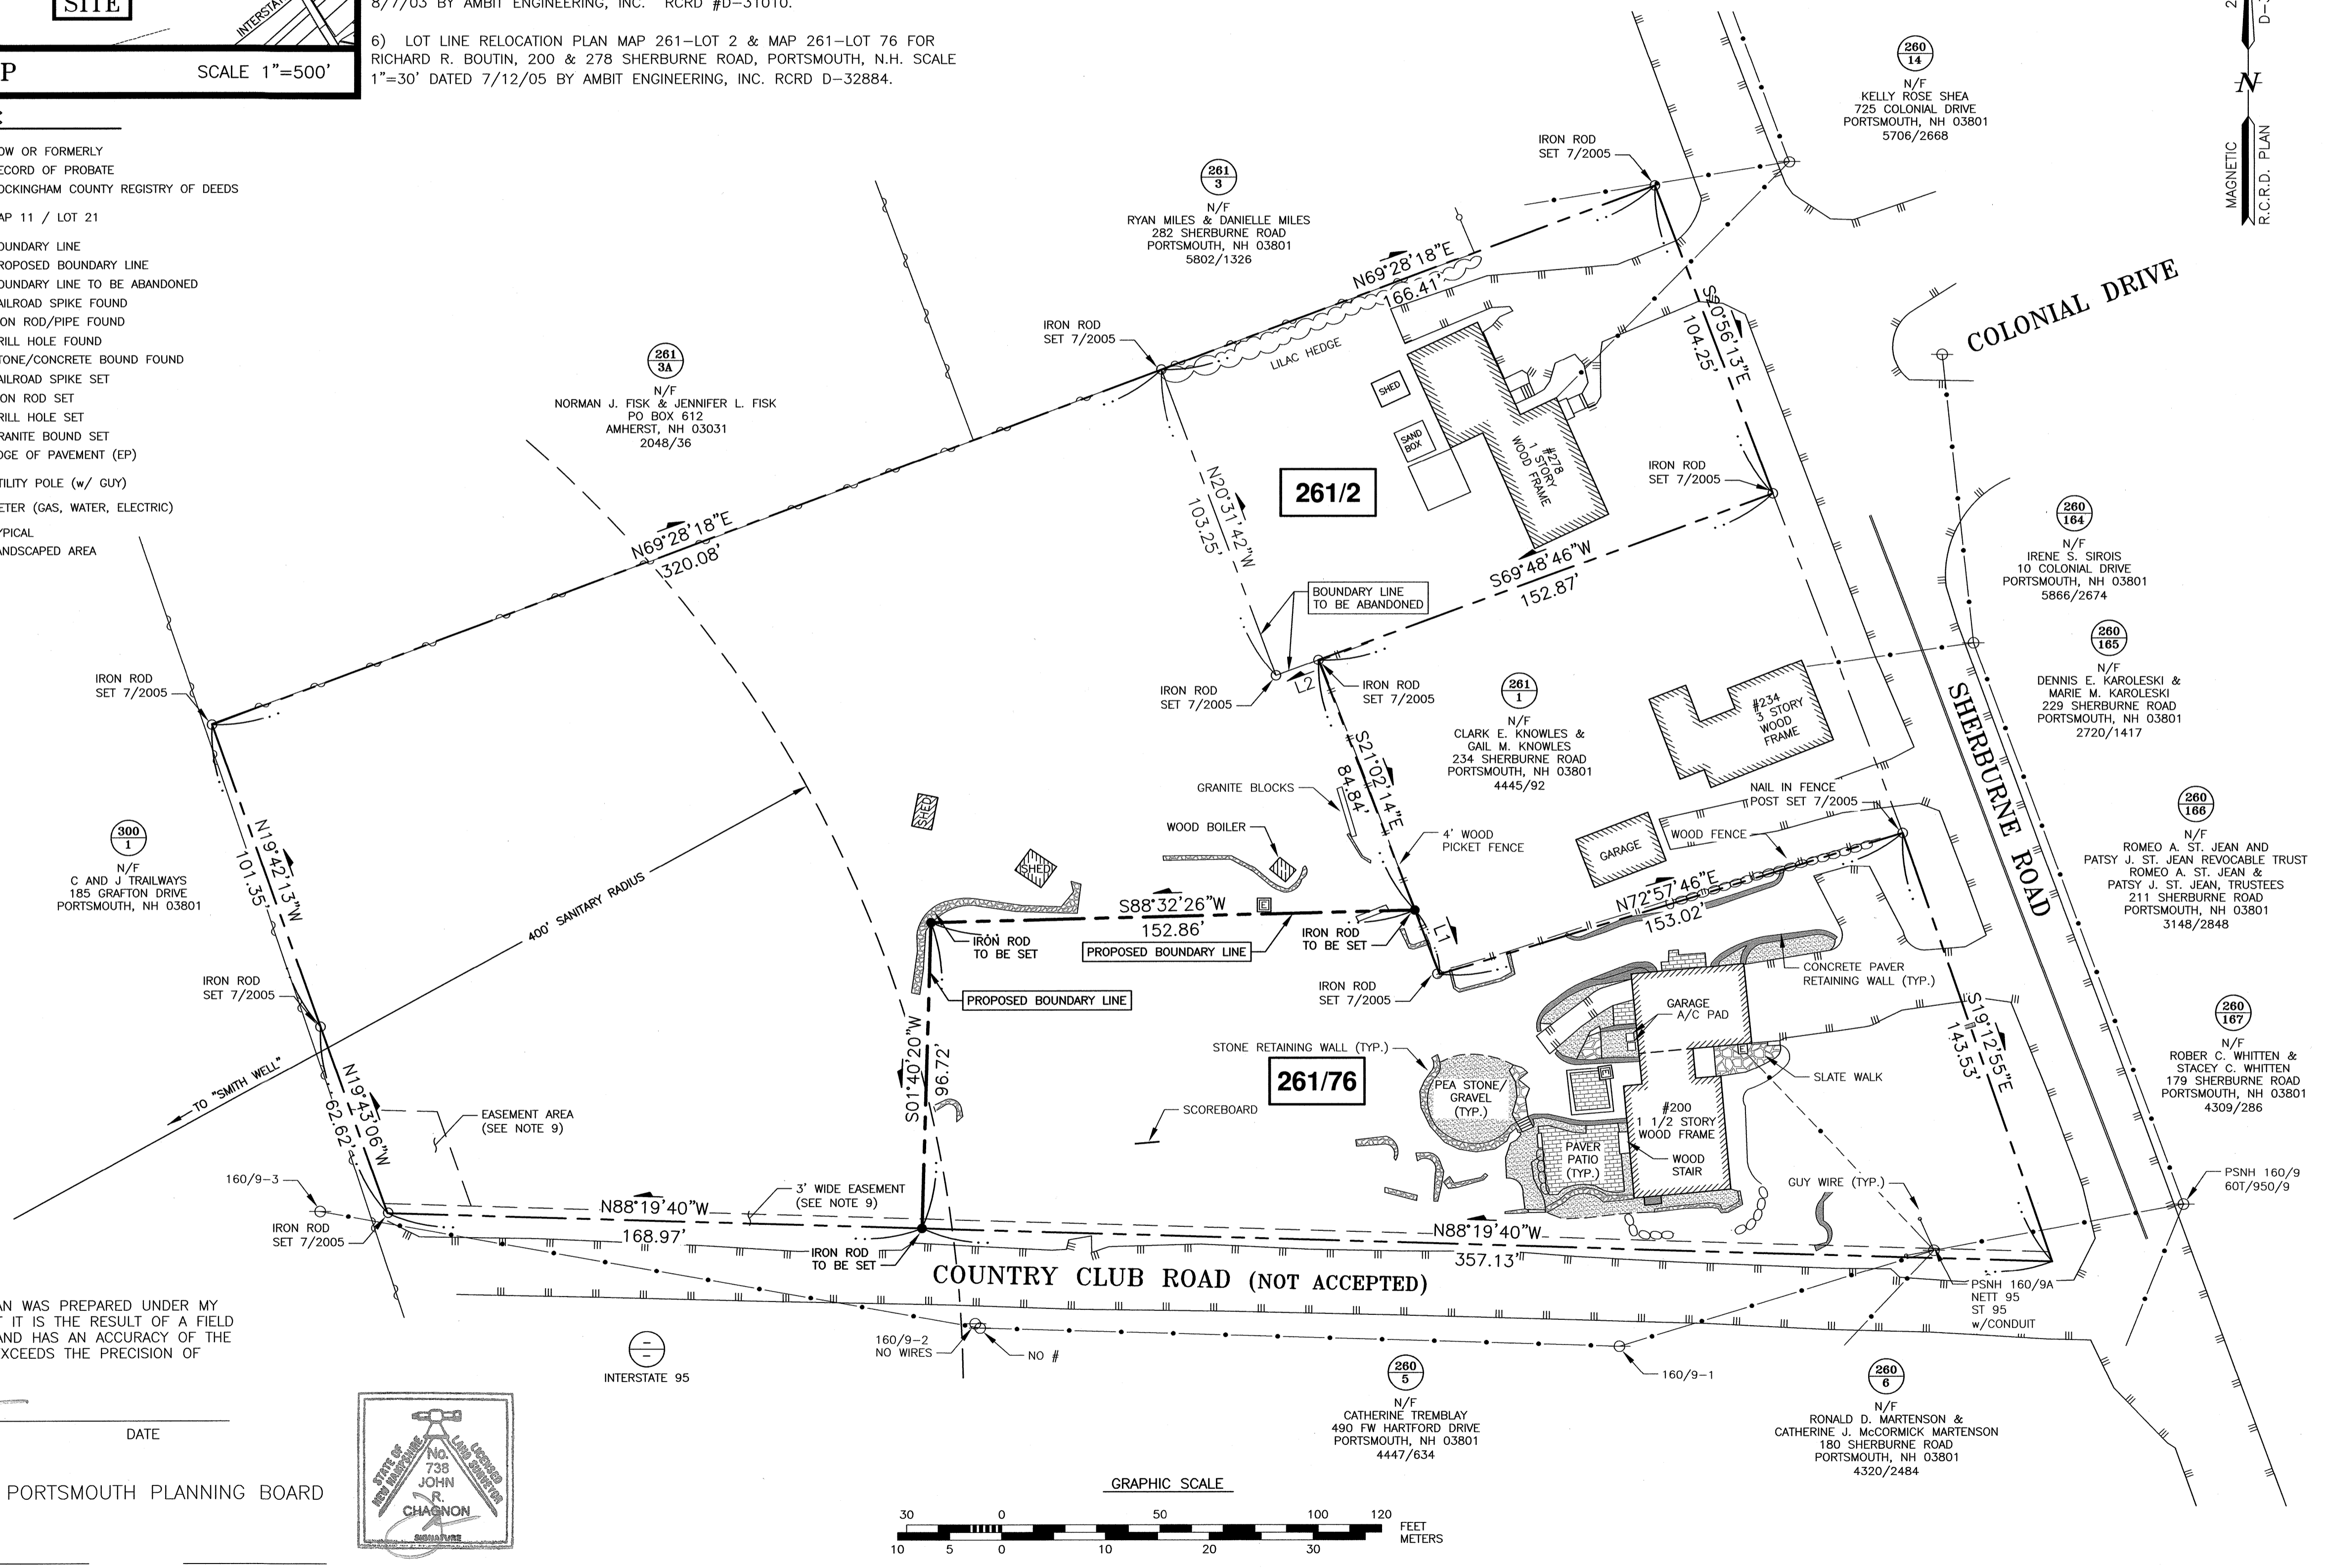 SITE
INTERSTAT
P
SCALE 1"=500'
8/7/03 BY AMBIT ENGINEERING, INC. RCRD #D-31010.
6) LOT LINE RELOCATION PLAN MAP 261-LOT 2 & MAP 261-LOT 76 FOR
RICHARD R. BOUTIN, 200 & 278 SHERBURNE ROAD, PORTSMOUTH, N.H. SCALE
1"=30' DATED 7/12/05 BY AMBIT ENGINEERING, INC. RCRD D-32884.
OW OR FORMERLY
ECORD OF PROBATE
OCKINGHAM COUNTY REGISTRY OF DEEDS
AP 11 / LOT 21
OUNDARY LINE
ROPOSED BOUNDARY LINE
OUNDARY LINE TO BE ABANDONED
AILROAD SPIKE FOUND
ON ROD/PIPE FOUND
RILL HOLE FOUND
TONE/CONCRETE BOUND FOUND
AILROAD SPIKE SET
ON ROD SET
RILL HOLE SET
RANITE BOUND SET
DGE OF PAVEMENT (EP)
TILITY POLE (w/ GUY)
ETER (GAS, WATER, ELECTRIC)
YPICAL
ANDSCAPED AREA
MAGNETIC
R.C.R.D. PLAN
2
D-3
N
260
14
N/F
KELLY ROSE SHEA
725 COLONIAL DRIVE
PORTSMOUTH, NH 03801
5706/2668
261
3
N/F
RYAN MILES & DANIELLE MILES
282 SHERBURNE ROAD
PORTSMOUTH, NH 03801
5802/1326
IRON ROD
SET 7/2005
261
3A
N/F
NORMAN J. FISK & JENNIFER L. FISK
PO BOX 612
AMHERST, NH 03031
2048/36
IRON ROD
SET 7/2005
N69°28'18"E
166.41'
LILAC HEDGE
S20°56'13"E
104.25'
COLONIAL DRIVE
SHED
SAND
BOX
#278
1 STORY
WOOD FRAME
261/2
IRON ROD
SET 7/2005
N20°31'42"W
103.25'
N69°28'18"E
320.08'
S69°48'46"W
152.87'
BOUNDARY LINE
TO BE ABANDONED
260
164
N/F
IRENE S. SIROIS
10 COLONIAL DRIVE
PORTSMOUTH, NH 03801
5866/2674
260
165
N/F
DENNIS E. KAROLESKI &
MARIE M. KAROLESKI
229 SHERBURNE ROAD
PORTSMOUTH, NH 03801
2720/1417
IRON ROD
SET 7/2005
IRON ROD
SET 7/2005
L2
IRON ROD
SET 7/2005
261
1
N/F
CLARK E. KNOWLES &
GAIL M. KNOWLES
234 SHERBURNE ROAD
PORTSMOUTH, NH 03801
4445/92
#234
3 STORY
WOOD
FRAME
SHERBURNE ROAD
S21°02'14"E
84.84'
GRANITE BLOCKS
WOOD BOILER
4' WOOD
PICKET FENCE
NAIL IN FENCE
POST SET 7/2005
WOOD FENCE
GARAGE
260
166
N/F
ROMEO A. ST. JEAN AND
PATSY J. ST. JEAN REVOCABLE TRUST
ROMEO A. ST. JEAN &
PATSY J. ST. JEAN, TRUSTEES
211 SHERBURNE ROAD
PORTSMOUTH, NH 03801
3148/2848
300
1
N/F
C AND J TRAILWAYS
185 GRAFTON DRIVE
PORTSMOUTH, NH 03801
N19°42'13"W
101.35'
SHED
SHED
400' SANITARY RADIUS
S88°32'26"W
E
152.86'
IRON ROD
TO BE SET
PROPOSED BOUNDARY LINE
IRON ROD
TO BE SET
L1
N72°57'46"E
153.02'
PROPOSED BOUNDARY LINE
IRON ROD
SET 7/2005
IRON ROD
SET 7/2005
CONCRETE PAVER
RETAINING WALL (TYP.)
GARAGE
A/C PAD
S19°12'55"E
143.53'
260
167
N/F
ROBER C. WHITTEN &
STACEY C. WHITTEN
179 SHERBURNE ROAD
PORTSMOUTH, NH 03801
4309/286
S01°40'20"W
96.72'
STONE RETAINING WALL (TYP.)
261/76
PEA STONE/
GRAVEL
(TYP.)
E
SLATE WALK
TO "SMITH WELL"
N19°43'06"W
62.62'
EASEMENT AREA
(SEE NOTE 9)
SCOREBOARD
#200
1 1/2 STORY
WOOD FRAME
PAVER
PATIO
(TYP.)
WOOD
STAIR
GUY WIRE (TYP.)
PSNH 160/9
60T/950/9
160/9-3
3' WIDE EASEMENT
(SEE NOTE 9)
IRON ROD
SET 7/2005
N88°19'40"W
168.97'
IRON ROD
TO BE SET
N88°19'40"W
357.13'
COUNTRY CLUB ROAD (NOT ACCEPTED)
PSNH 160/9A
NETT 95
ST 95
w/CONDUIT
AN WAS PREPARED UNDER MY
T IT IS THE RESULT OF A FIELD
AND HAS AN ACCURACY OF THE
XCEEDS THE PRECISION OF
-
-
INTERSTATE 95
160/9-2
NO WIRES
NO #
160/9-1
260
5
N/F
CATHERINE TREMBLAY
490 FW HARTFORD DRIVE
PORTSMOUTH, NH 03801
4447/634
260
6
N/F
RONALD D. MARTENSON &
CATHERINE J. McCORMICK MARTENSON
180 SHERBURNE ROAD
PORTSMOUTH, NH 03801
4320/2484
DATE
PORTSMOUTH PLANNING BOARD
STATE OF
NEW HAMPSHIRE
LICENSED
LAND SURVEYOR
No.
738
JOHN
R.
CHAGNON
SIGNATURE
GRAPHIC SCALE
30 0 50 100 120
FEET
METERS
10 5 0 10 20 30